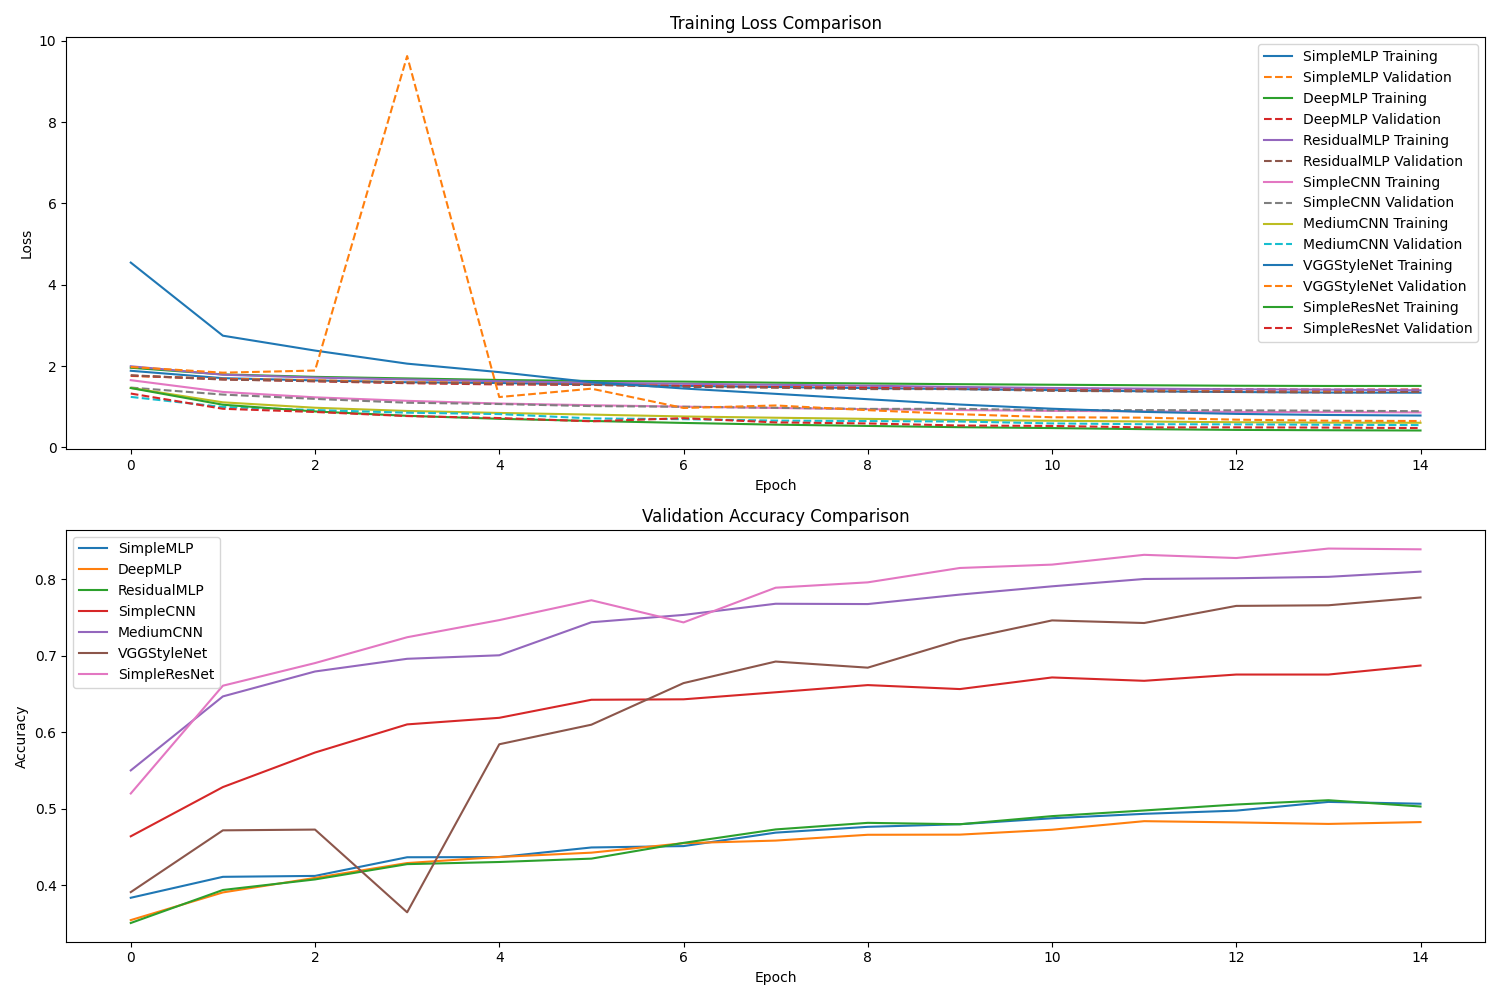 Training Loss Comparison
10
8
6
4
2
0
Loss
SimpleMLP Training
SimpleMLP Validation
DeepMLP Training
DeepMLP Validation
ResidualMLP Training
ResidualMLP Validation
SimpleCNN Training
SimpleCNN Validation
MediumCNN Training
MediumCNN Validation
VGGStyleNet Training
VGGStyleNet Validation
SimpleResNet Training
SimpleResNet Validation
0 2 4 6 8 10 12 14
Epoch
Validation Accuracy Comparison
0.8
0.7
0.6
0.5
0.4
Accuracy
SimpleMLP
DeepMLP
ResidualMLP
SimpleCNN
MediumCNN
VGGStyleNet
SimpleResNet
0 2 4 6 8 10 12 14
Epoch